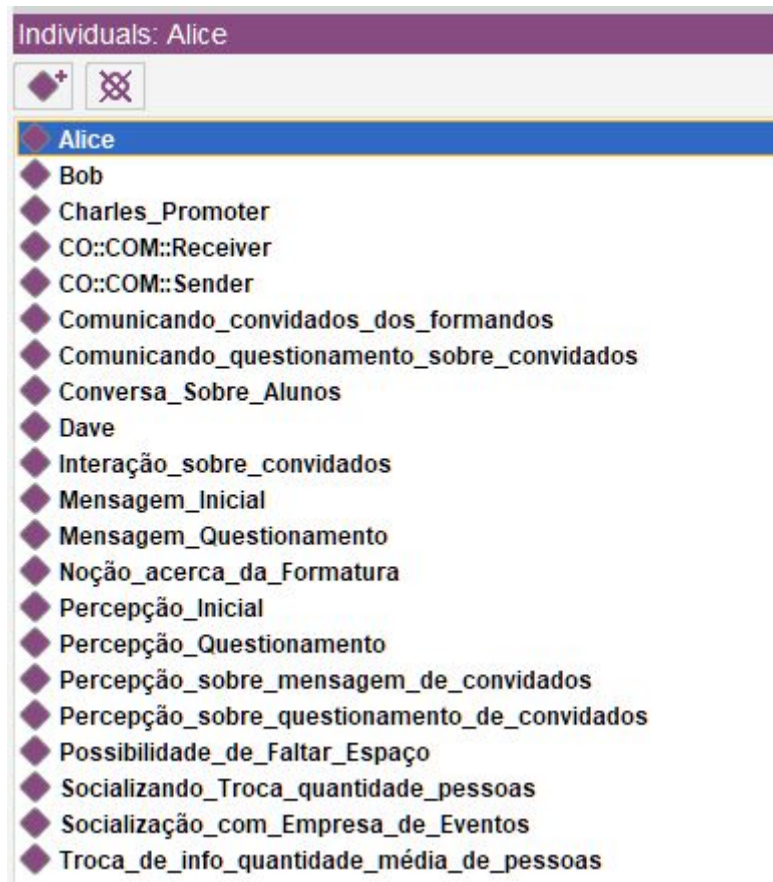 Individuals: Alice
Alice
Bob
Charles_Promoter
CO::COM::Receiver
CO::COM::Sender
Comunicando_convidados_dos_formandos
Comunicando_questionamento_sobre_convidados
Conversa_Sobre_Alunos
Dave
Interação_sobre_convidados
Mensagem_Inicial
Mensagem_Questionamento
Noção_acerca_da_Formatura
Percepção_Inicial
Percepção_Questionamento
Percepção_sobre_mensagem_de_convidados
Percepção_sobre_questionamento_de_convidados
Possibilidade_de_Faltar_Espaço
Socializando_Troca_quantidade_pessoas
Socialização_com_Empresa_de_Eventos
Troca_de_info_quantidade_média_de_pessoas